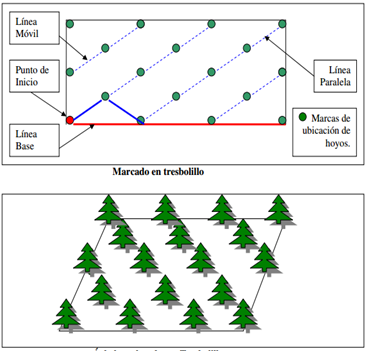 Línea
Móvil
Punto de
Inicio
Línea
Base
Línea
Paralela
Marcas de
ubicación de
hoyos.
Marcado en tresbolillo